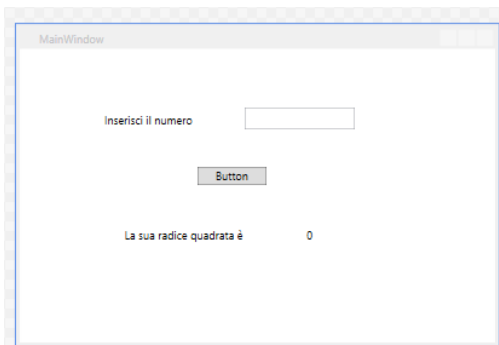 MainWindow
Inserisci il numero
Button
La sua radice quadrata è 0